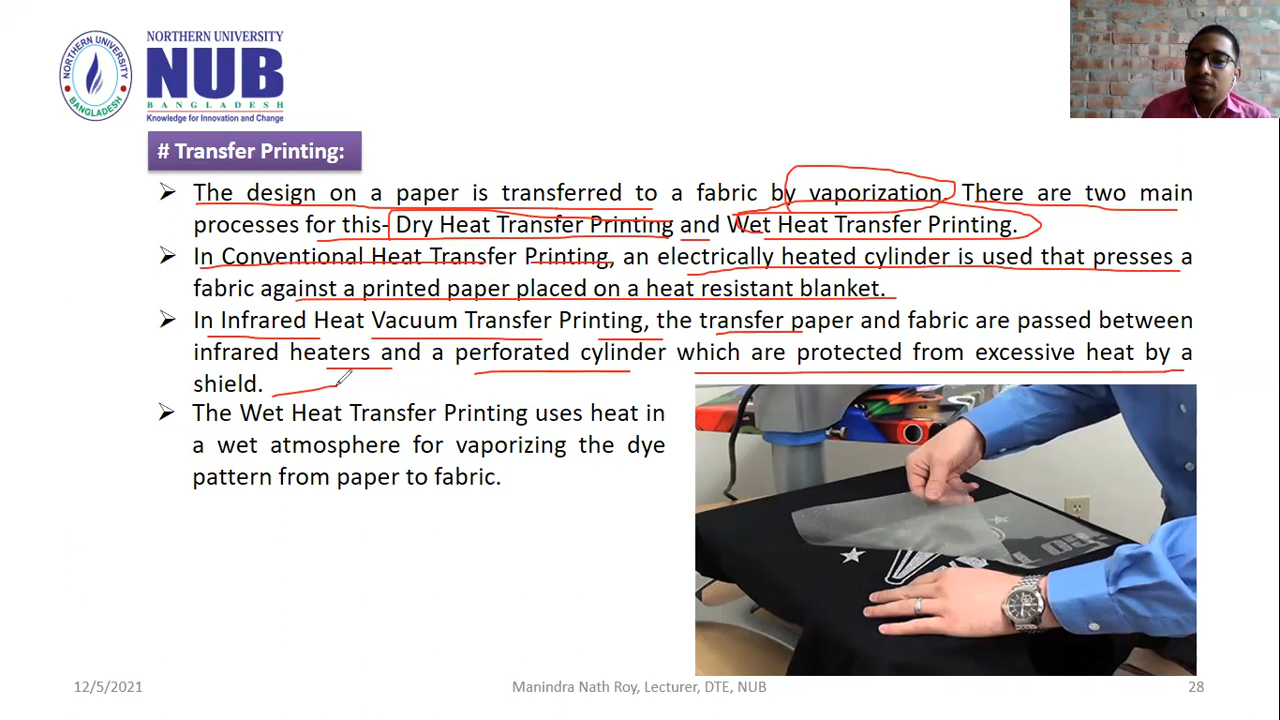 NORTHERN UNIVERSITY
NUB
BANGLADESH
Knowledge for Innovation and Change
NORTHERN UNIVERSITY
BANGLADESH
# Transfer Printing:
➢ The design on a paper is transferred to a fabric by vaporization. There are two main
processes for this- Dry Heat Transfer Printing and Wet Heat Transfer Printing.
➢ In Conventional Heat Transfer Printing, an electrically heated cylinder is used that presses a
fabric against a printed paper placed on a heat resistant blanket.
➢ In Infrared Heat Vacuum Transfer Printing, the transfer paper and fabric are passed between
infrared heaters and a perforated cylinder which are protected from excessive heat by a
shield.
➢ The Wet Heat Transfer Printing uses heat in
a wet atmosphere for vaporizing the dye
pattern from paper to fabric.
12/5/2021
Manindra Nath Roy, Lecturer, DTE, NUB
28